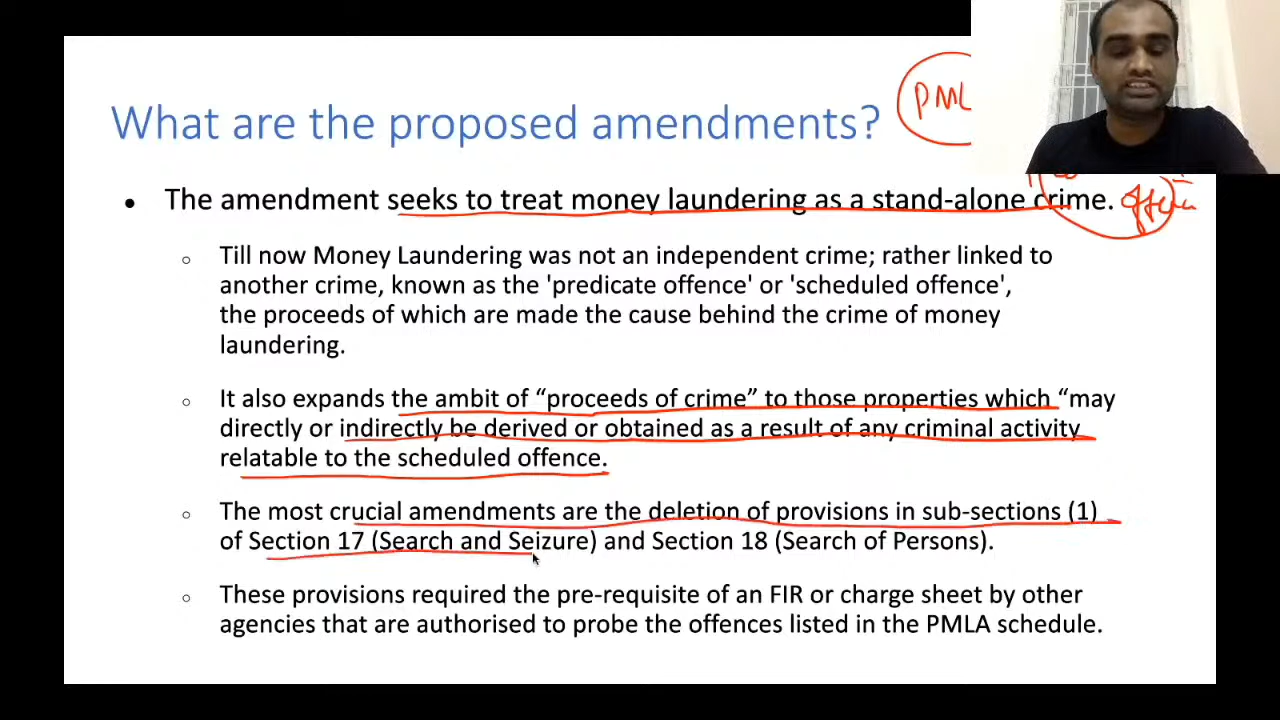 What are the proposed amendments?
PML
• The amendment seeks to treat money laundering as a stand-alone crime.
○ Till now Money Laundering was not an independent crime; rather linked to
another crime, known as the 'predicate offence' or 'scheduled offence',
the proceeds of which are made the cause behind the crime of money
laundering.
○ It also expands the ambit of “proceeds of crime” to those properties which “may
directly or indirectly be derived or obtained as a result of any criminal activity
relatable to the scheduled offence.
○ The most crucial amendments are the deletion of provisions in sub-sections (1)
of Section 17 (Search and Seizure) and Section 18 (Search of Persons).
○ These provisions required the pre-requisite of an FIR or charge sheet by other
agencies that are authorised to probe the offences listed in the PMLA schedule.